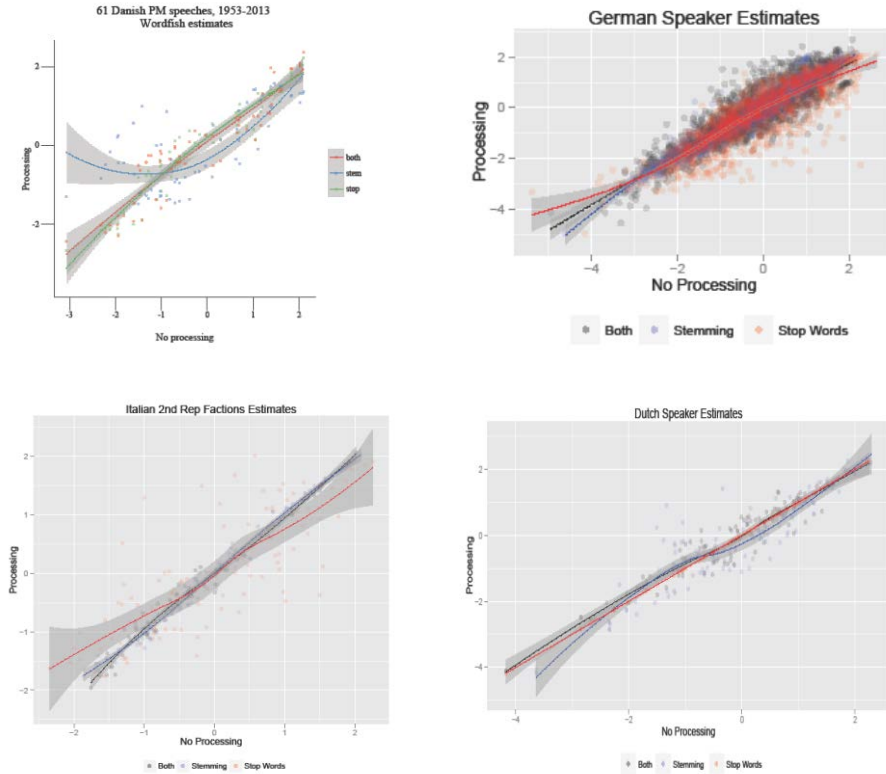 61 Danish PM speeches, 1953-2013
Wordfish estimates
Processing
2
0
-2
-3
-2
-1
0
1
2
No processing
both
stem
stop
German Speaker Estimates
Processing
2
0
-2
-4
-4
-2
0
2
No Processing
Both Stemming Stop Words
Italian 2nd Rep Factions Estimates
Processing
2
1
0
-1
-2
-2
-1
0
1
2
No Processing
Both Stemming Stop Words
Dutch Speaker Estimates
Processing
2
0
-2
-4
-4
-2
0
2
No Processing
Both Stemming Stop Words